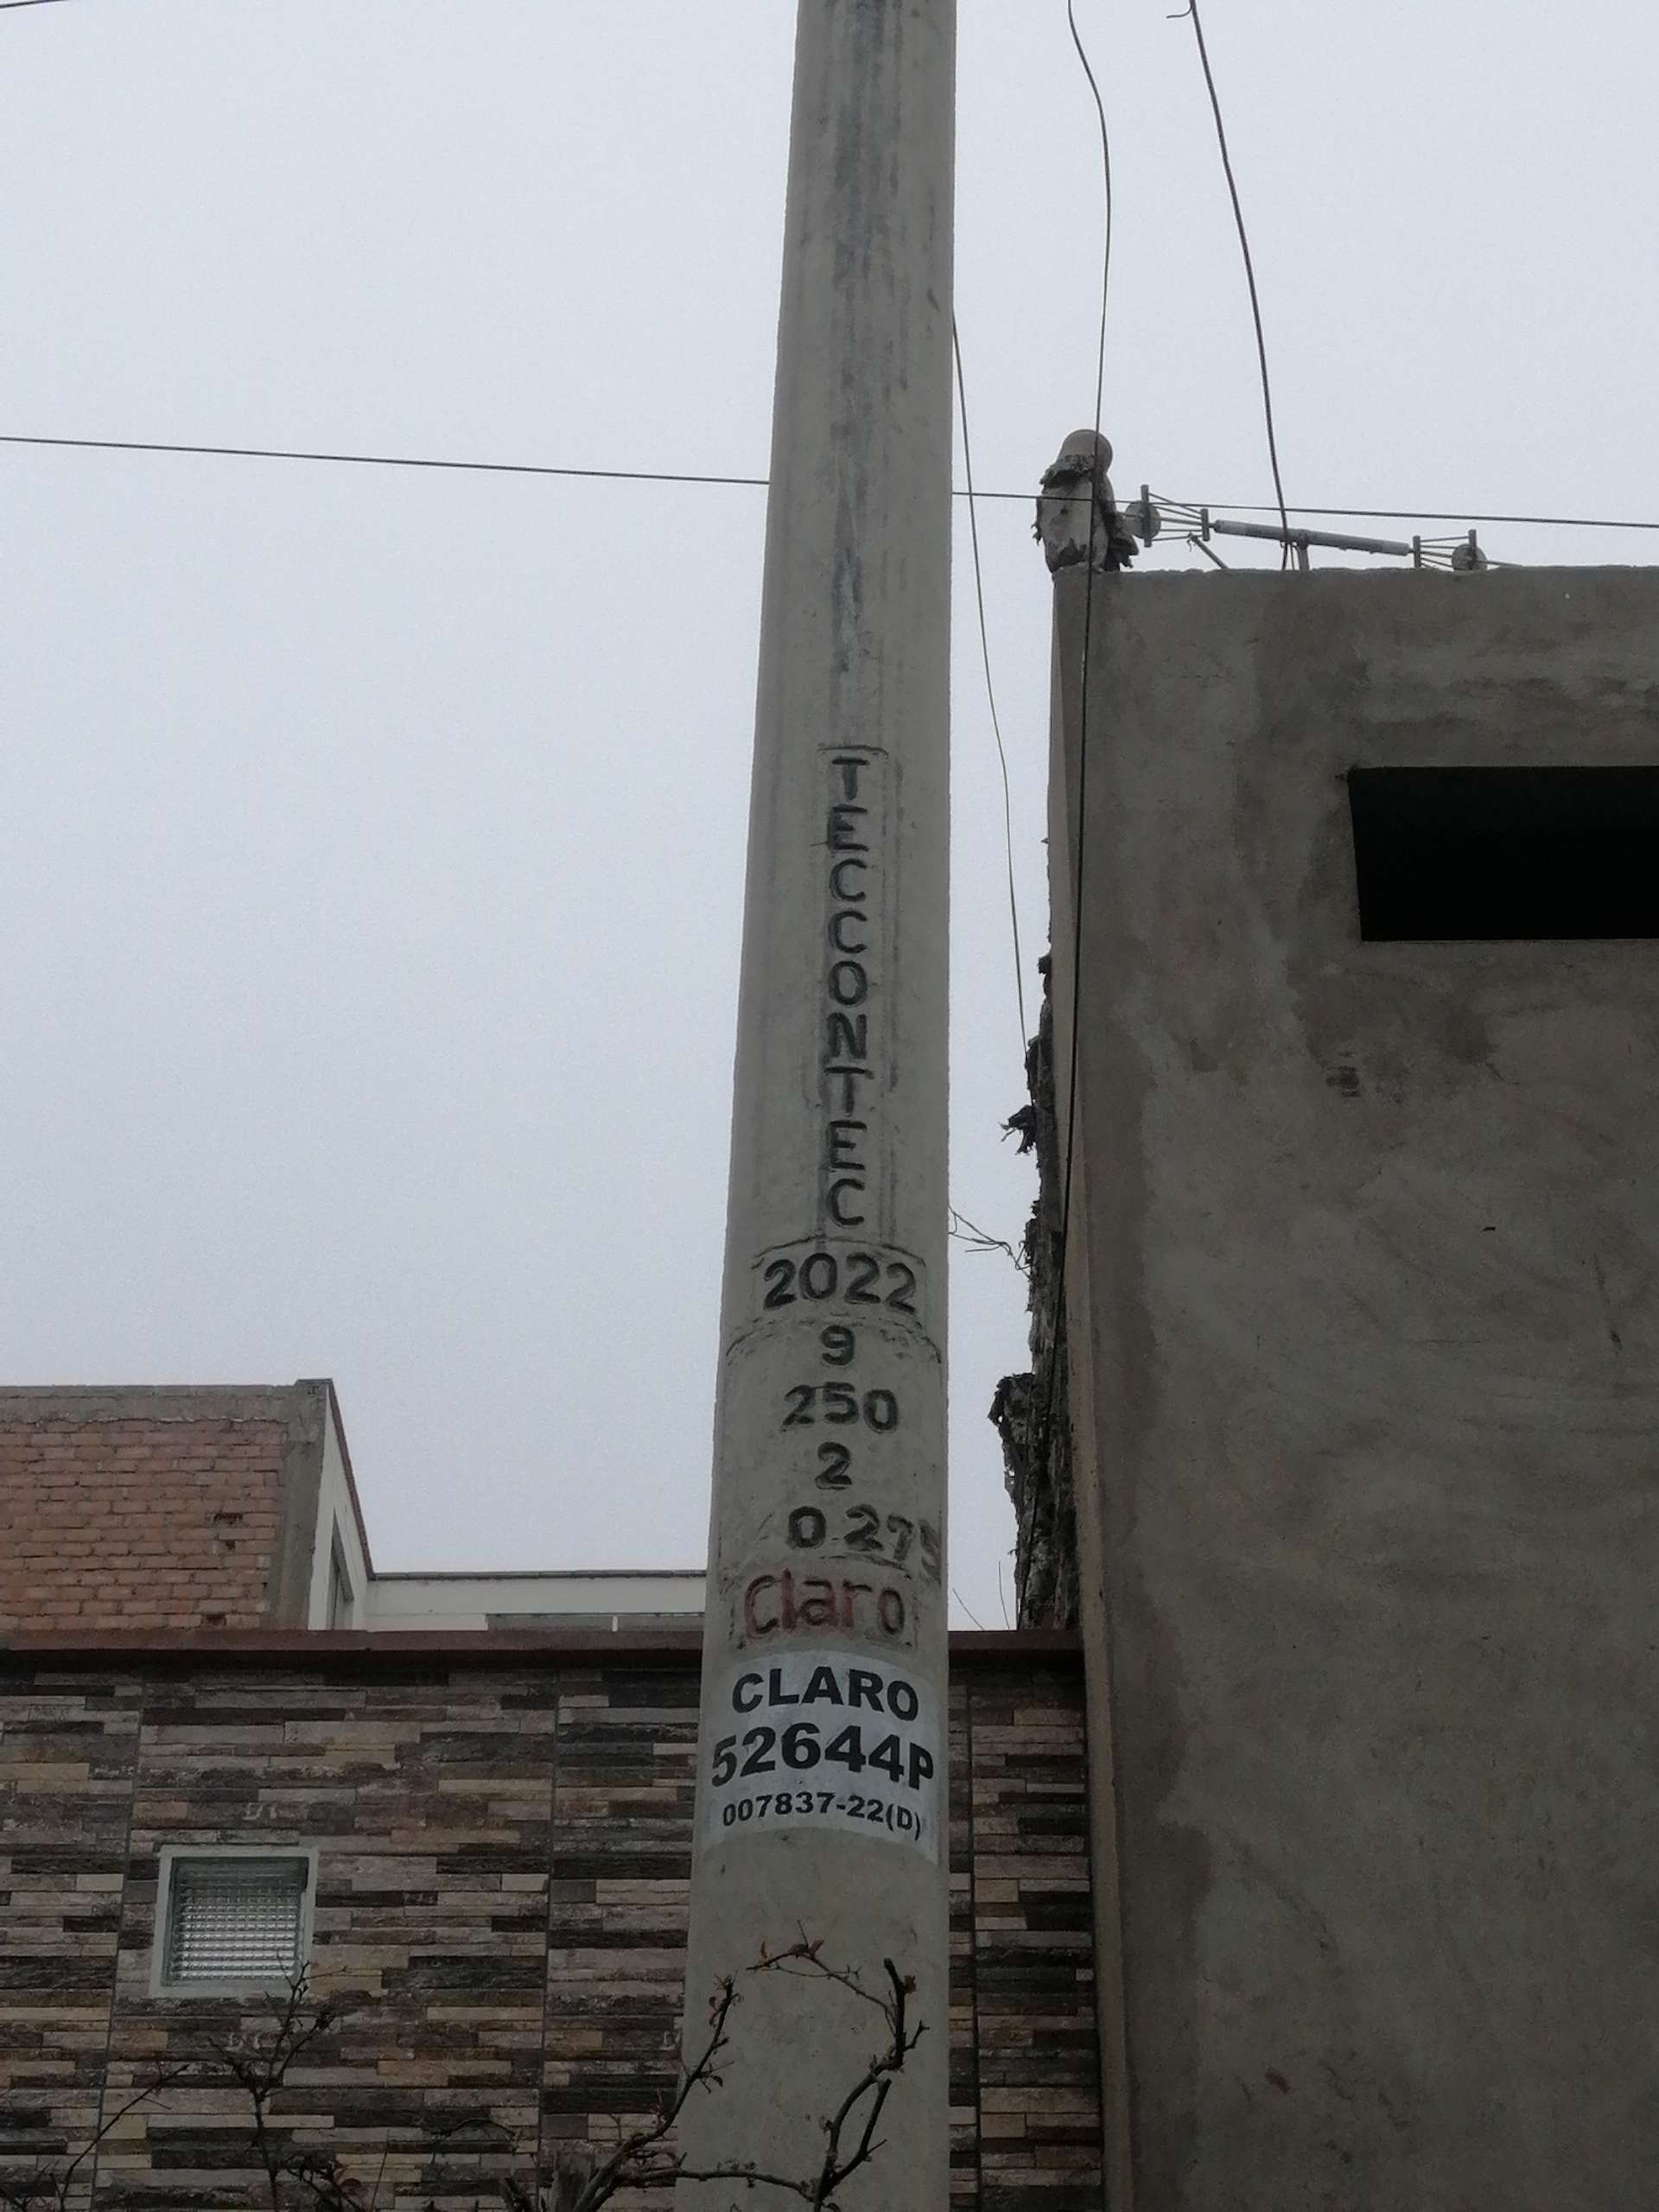 TECCONTEC
2022
9
250
2
0.275
Claro
CLARO
52644P
007837-22(D)